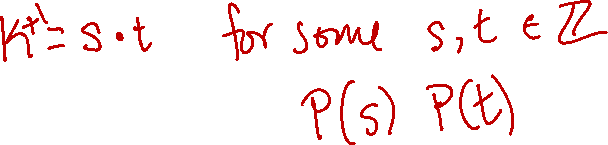 k+1 = s·t for some s,t ∈ ℤ
P(s) P(t)